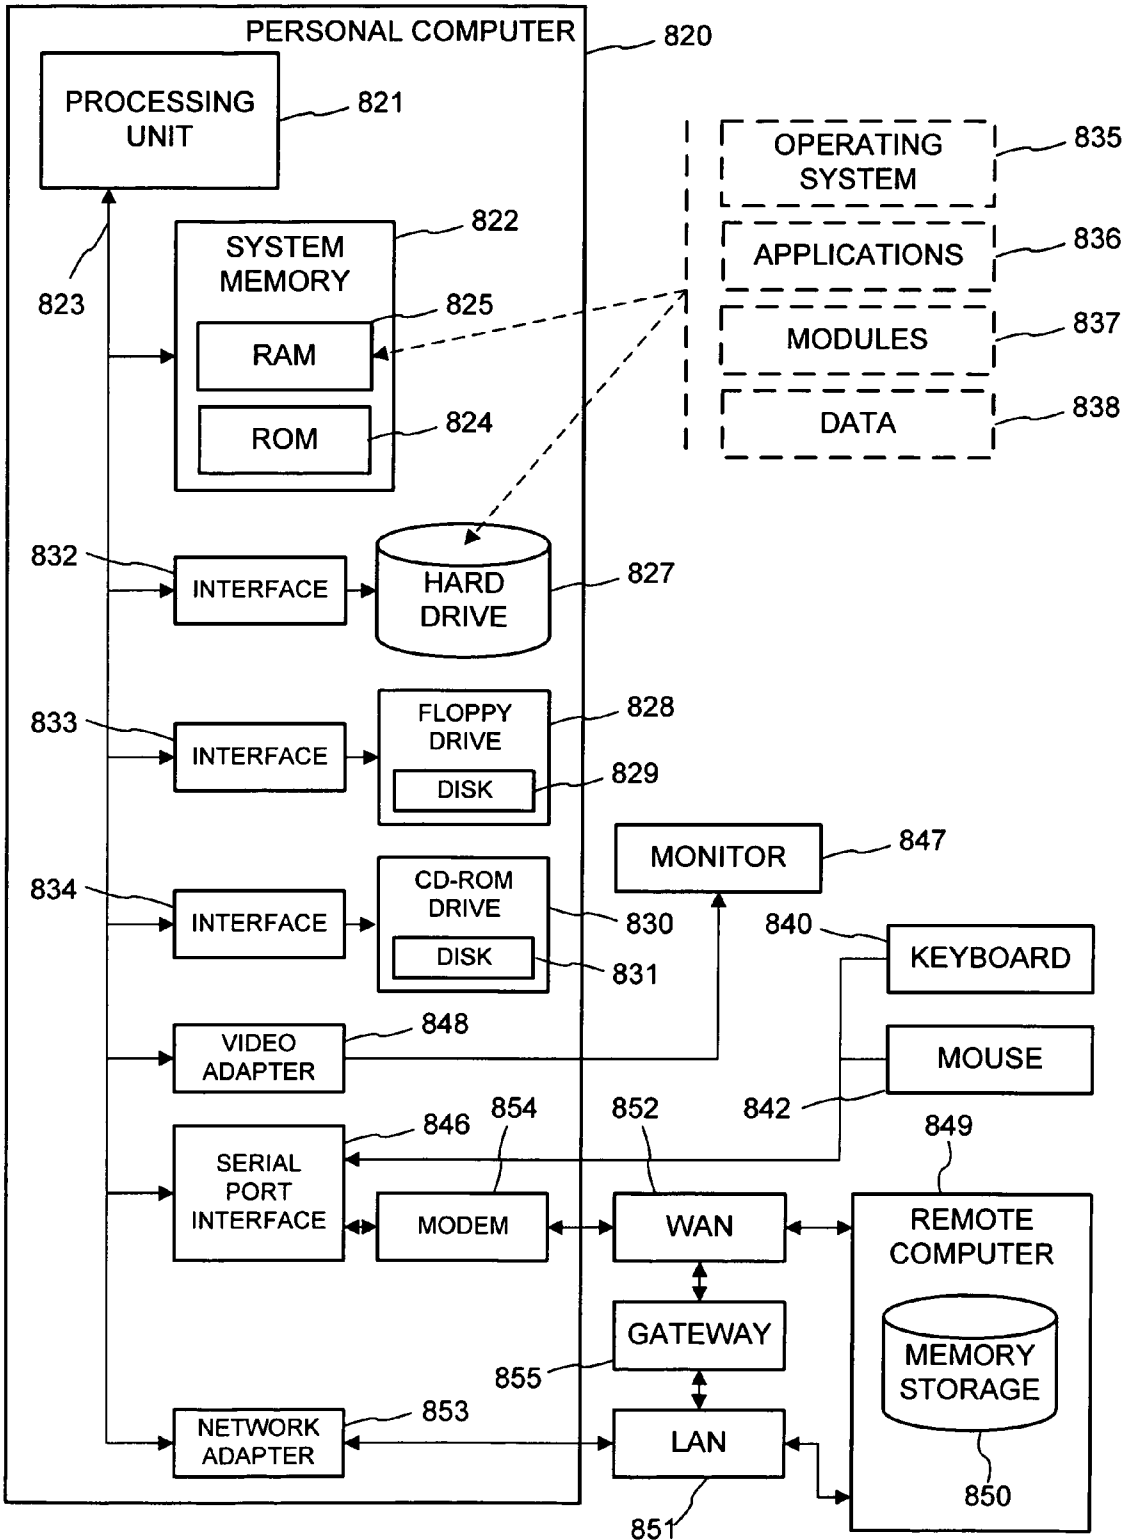 PERSONAL COMPUTER
820
PROCESSING
UNIT
821
823
SYSTEM
MEMORY
822
825
RAM
ROM
824
OPERATING
SYSTEM
835
APPLICATIONS
836
MODULES
837
DATA
838
832
INTERFACE
HARD
DRIVE
827
833
INTERFACE
FLOPPY
DRIVE
828
DISK
829
834
INTERFACE
CD-ROM
DRIVE
830
DISK
831
MONITOR
847
840
KEYBOARD
MOUSE
842
VIDEO
ADAPTER
848
846
SERIAL
PORT
INTERFACE
854
MODEM
852
WAN
849
REMOTE
COMPUTER
MEMORY
STORAGE
850
GATEWAY
855
NETWORK
ADAPTER
853
LAN
851